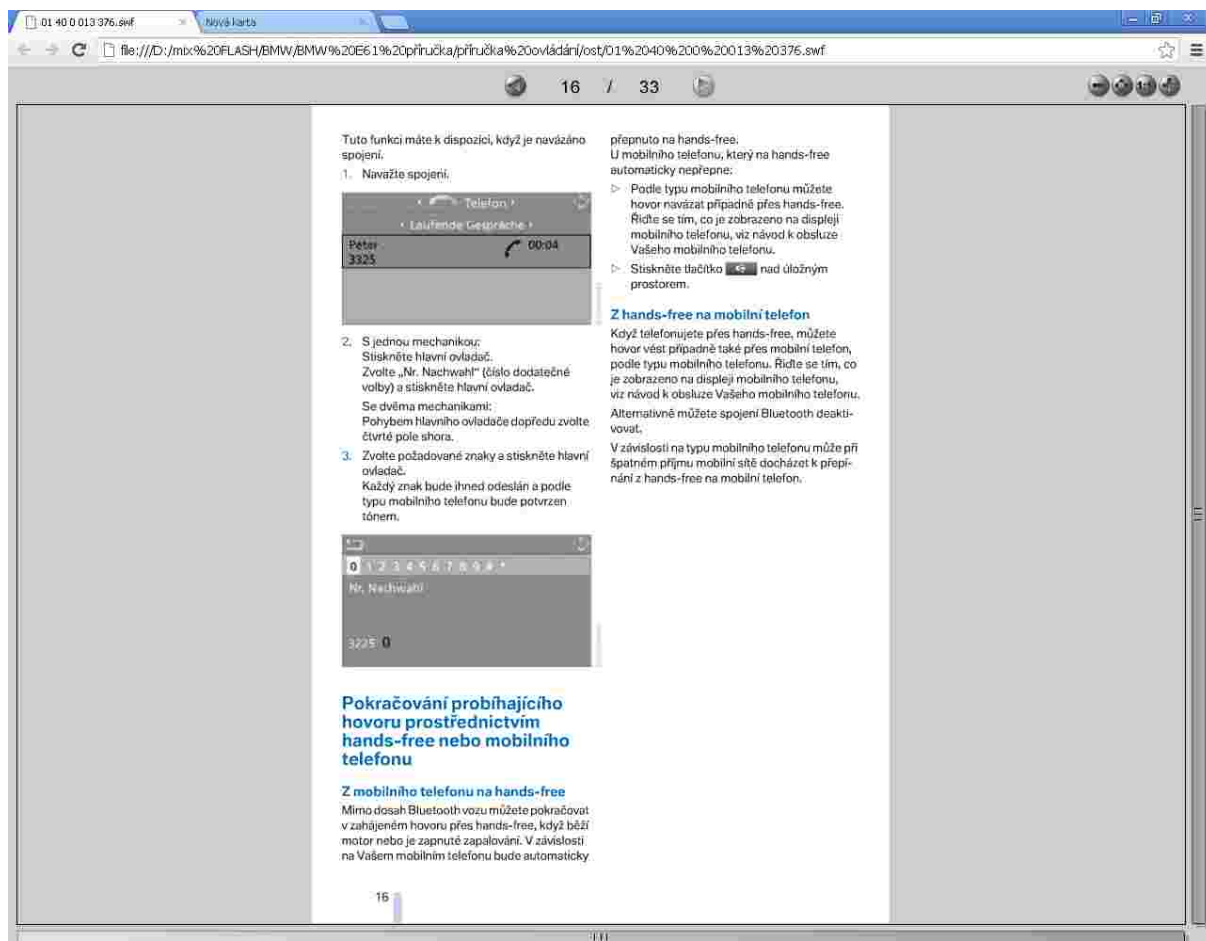 01 40 0 013 376.swf
Nová karta
file:///D:/mix%20FLASH/BMW/BMW%20E61%20příručka/příručka%20ovládání/ost/01%2040%200%20013%20376.swf
16 / 33
1:1
Tuto funkci máte k dispozici, když je navázáno
spojení.
1. Navažte spojení.
Telefon
Laufende Gespräche
Peter
3325
00:04
2. S jednou mechanikou:
Stiskněte hlavní ovladač.
Zvolte „Nr. Nachwahl" (číslo dodatečné
volby) a stiskněte hlavní ovladač.
Se dvěma mechanikami:
Pohybem hlavního ovladače dopředu zvolte
čtvrté pole shora.
3. Zvolte požadované znaky a stiskněte hlavní
ovladač.
Každý znak bude ihned odeslán a podle
typu mobilního telefonu bude potvrzen
tónem.
0 1 2 3 4 5 6 7 8 9 # *
Nr. Nachwahl
3225 0
Pokračování probíhajícího
hovoru prostřednictvím
hands-free nebo mobilního
telefonu
Z mobilního telefonu na hands-free
Mimo dosah Bluetooth vozu můžete pokračovat
v zahájeném hovoru přes hands-free, když běží
motor nebo je zapnuté zapalování. V závislosti
na Vašem mobilním telefonu bude automaticky
přepnuto na hands-free.
U mobilního telefonu, který na hands-free
automaticky nepřepne:
▷ Podle typu mobilního telefonu můžete
hovor navázat případně přes hands-free.
Řiďte se tím, co je zobrazeno na displeji
mobilního telefonu, viz návod k obsluze
Vašeho mobilního telefonu.
▷ Stiskněte tlačítko nad úložným
prostorem.
Z hands-free na mobilní telefon
Když telefonujete přes hands-free, můžete
hovor vést případně také přes mobilní telefon,
podle typu mobilního telefonu. Řiďte se tím, co
je zobrazeno na displeji mobilního telefonu,
viz návod k obsluze Vašeho mobilního telefonu.
Alternativně můžete spojení Bluetooth deakti-
vovat.
V závislosti na typu mobilního telefonu může při
špatném příjmu mobilní sítě docházet k přepí-
nání z hands-free na mobilní telefon.
16